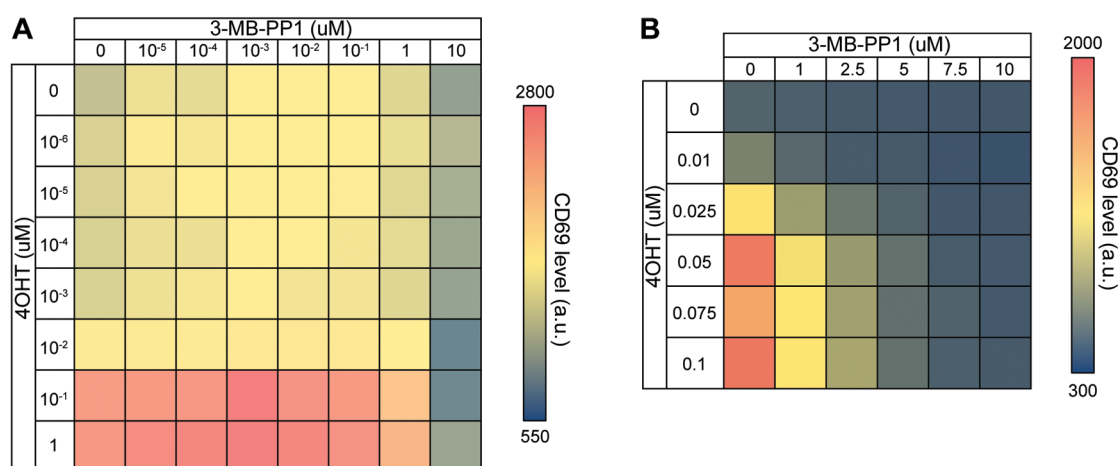 A
3-MB-PP1 (uM)
0 10-5 10-4 10-3 10-2 10-1 1 10
4OHT (uM)
0
10-6
10-5
10-4
10-3
10-2
10-1
1
2800
CD69 level (a.u.)
550
B
3-MB-PP1 (uM)
0 1 2.5 5 7.5 10
4OHT (uM)
0
0.01
0.025
0.05
0.075
0.1
2000
CD69 level (a.u.)
300